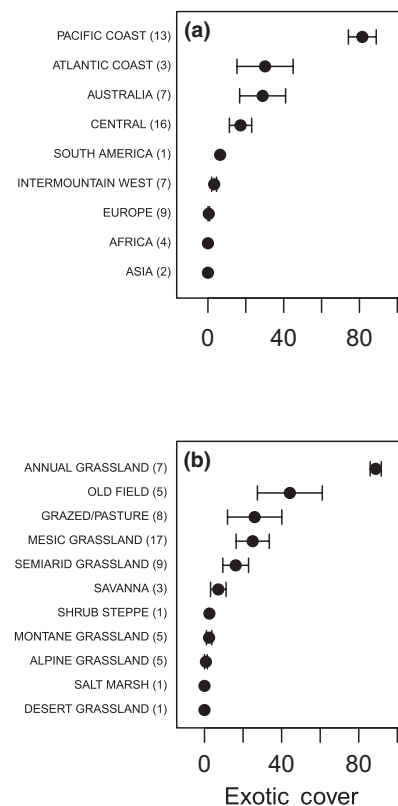 (a)
PACIFIC COAST (13)
ATLANTIC COAST (3)
AUSTRALIA (7)
CENTRAL (16)
SOUTH AMERICA (1)
INTERMOUNTAIN WEST (7)
EUROPE (9)
AFRICA (4)
ASIA (2)
0 40 80
(b)
ANNUAL GRASSLAND (7)
OLD FIELD (5)
GRAZED/PASTURE (8)
MESIC GRASSLAND (17)
SEMIARID GRASSLAND (9)
SAVANNA (3)
SHRUB STEPPE (1)
MONTANE GRASSLAND (5)
ALPINE GRASSLAND (5)
SALT MARSH (1)
DESERT GRASSLAND (1)
0 40 80
Exotic cover